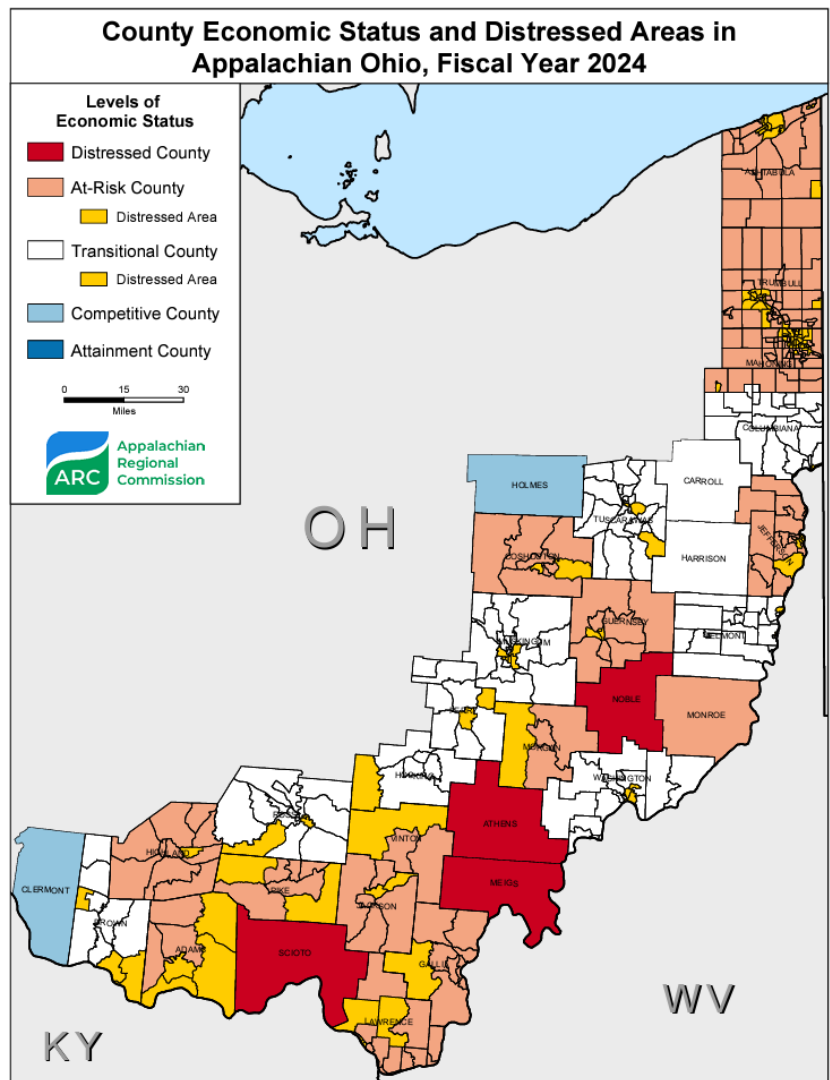 County Economic Status and Distressed Areas in
Appalachian Ohio, Fiscal Year 2024
Levels of
Economic Status
Distressed County
At-Risk County
Distressed Area
Transitional County
Distressed Area
Competitive County
Attainment County
0 15 30
Miles
ARC
Appalachian
Regional
Commission
ASHTABULA
TRUMBULL
MAHONING
COLUMBIANA
HOLMES
CARROLL
TUSCARAWAS
OH
JEFFERSON
COSHOCTON
HARRISON
GUERNSEY
MUSKINGUM
BELMONT
NOBLE
PERRY
MONROE
MORGAN
HOCKING
WASHINGTON
ROSS
ATHENS
VINTON
HIGHLAND
CLERMONT
MEIGS
PIKE
JACKSON
BROWN
ADAMS
SCIOTO
GALLIA
WV
LAWRENCE
KY